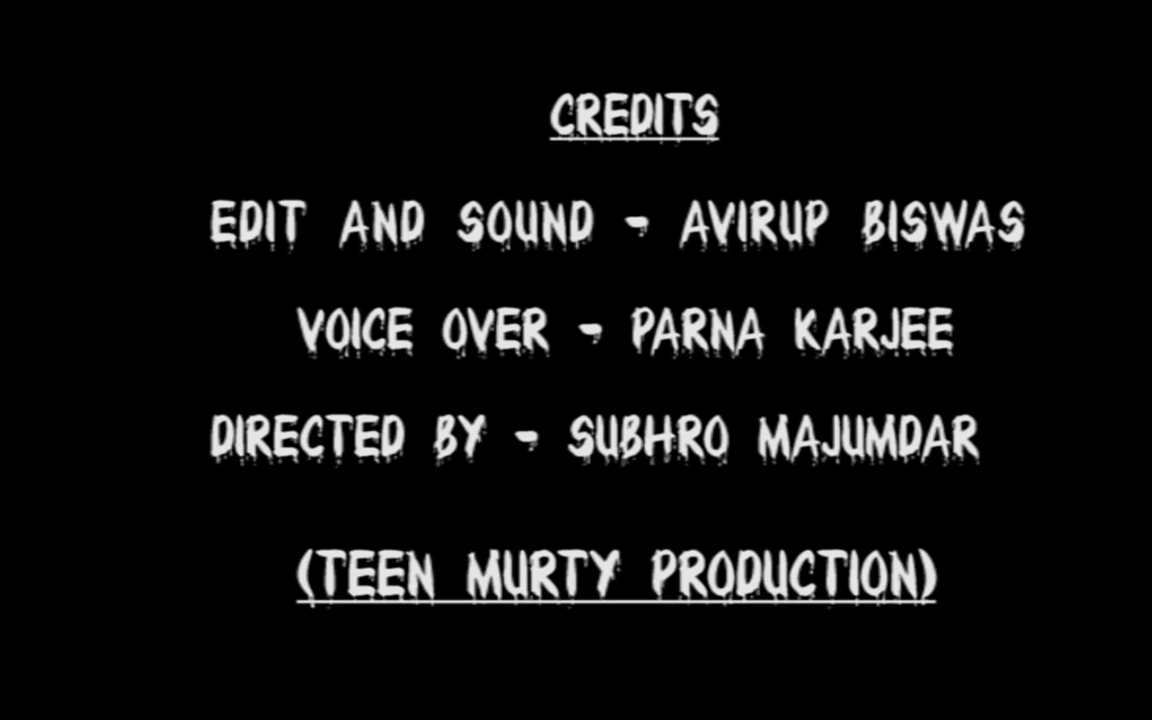 CREDITS
EDIT AND SOUND - AVIRUP BISWAS
VOICE OVER - PARNA KARJEE
DIRECTED BY - SUBHRO MAJUMDAR
(TEEN MURTY PRODUCTION)